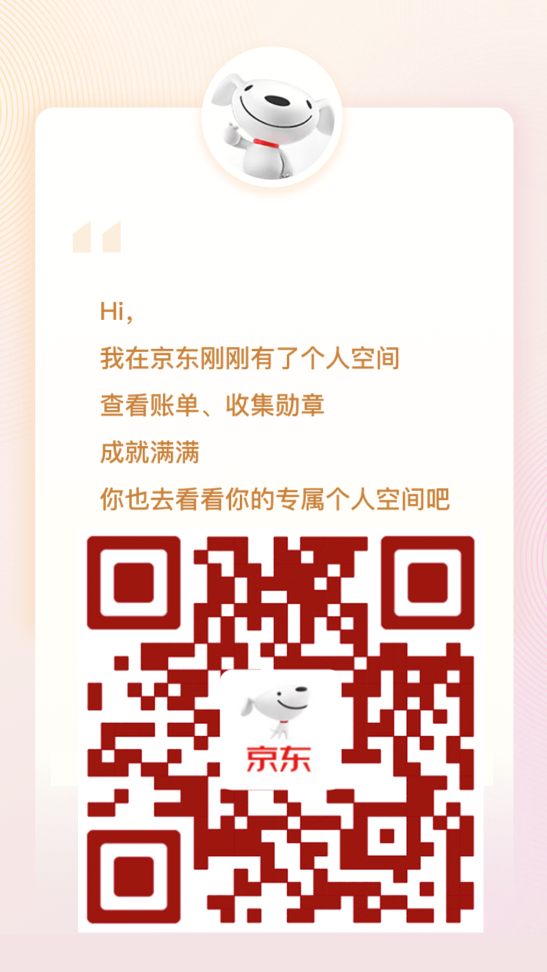 Hi，
我在京东刚刚有了个人空间
查看账单、收集勋章
成就满满
你也去看看你的专属个人空间吧
京东